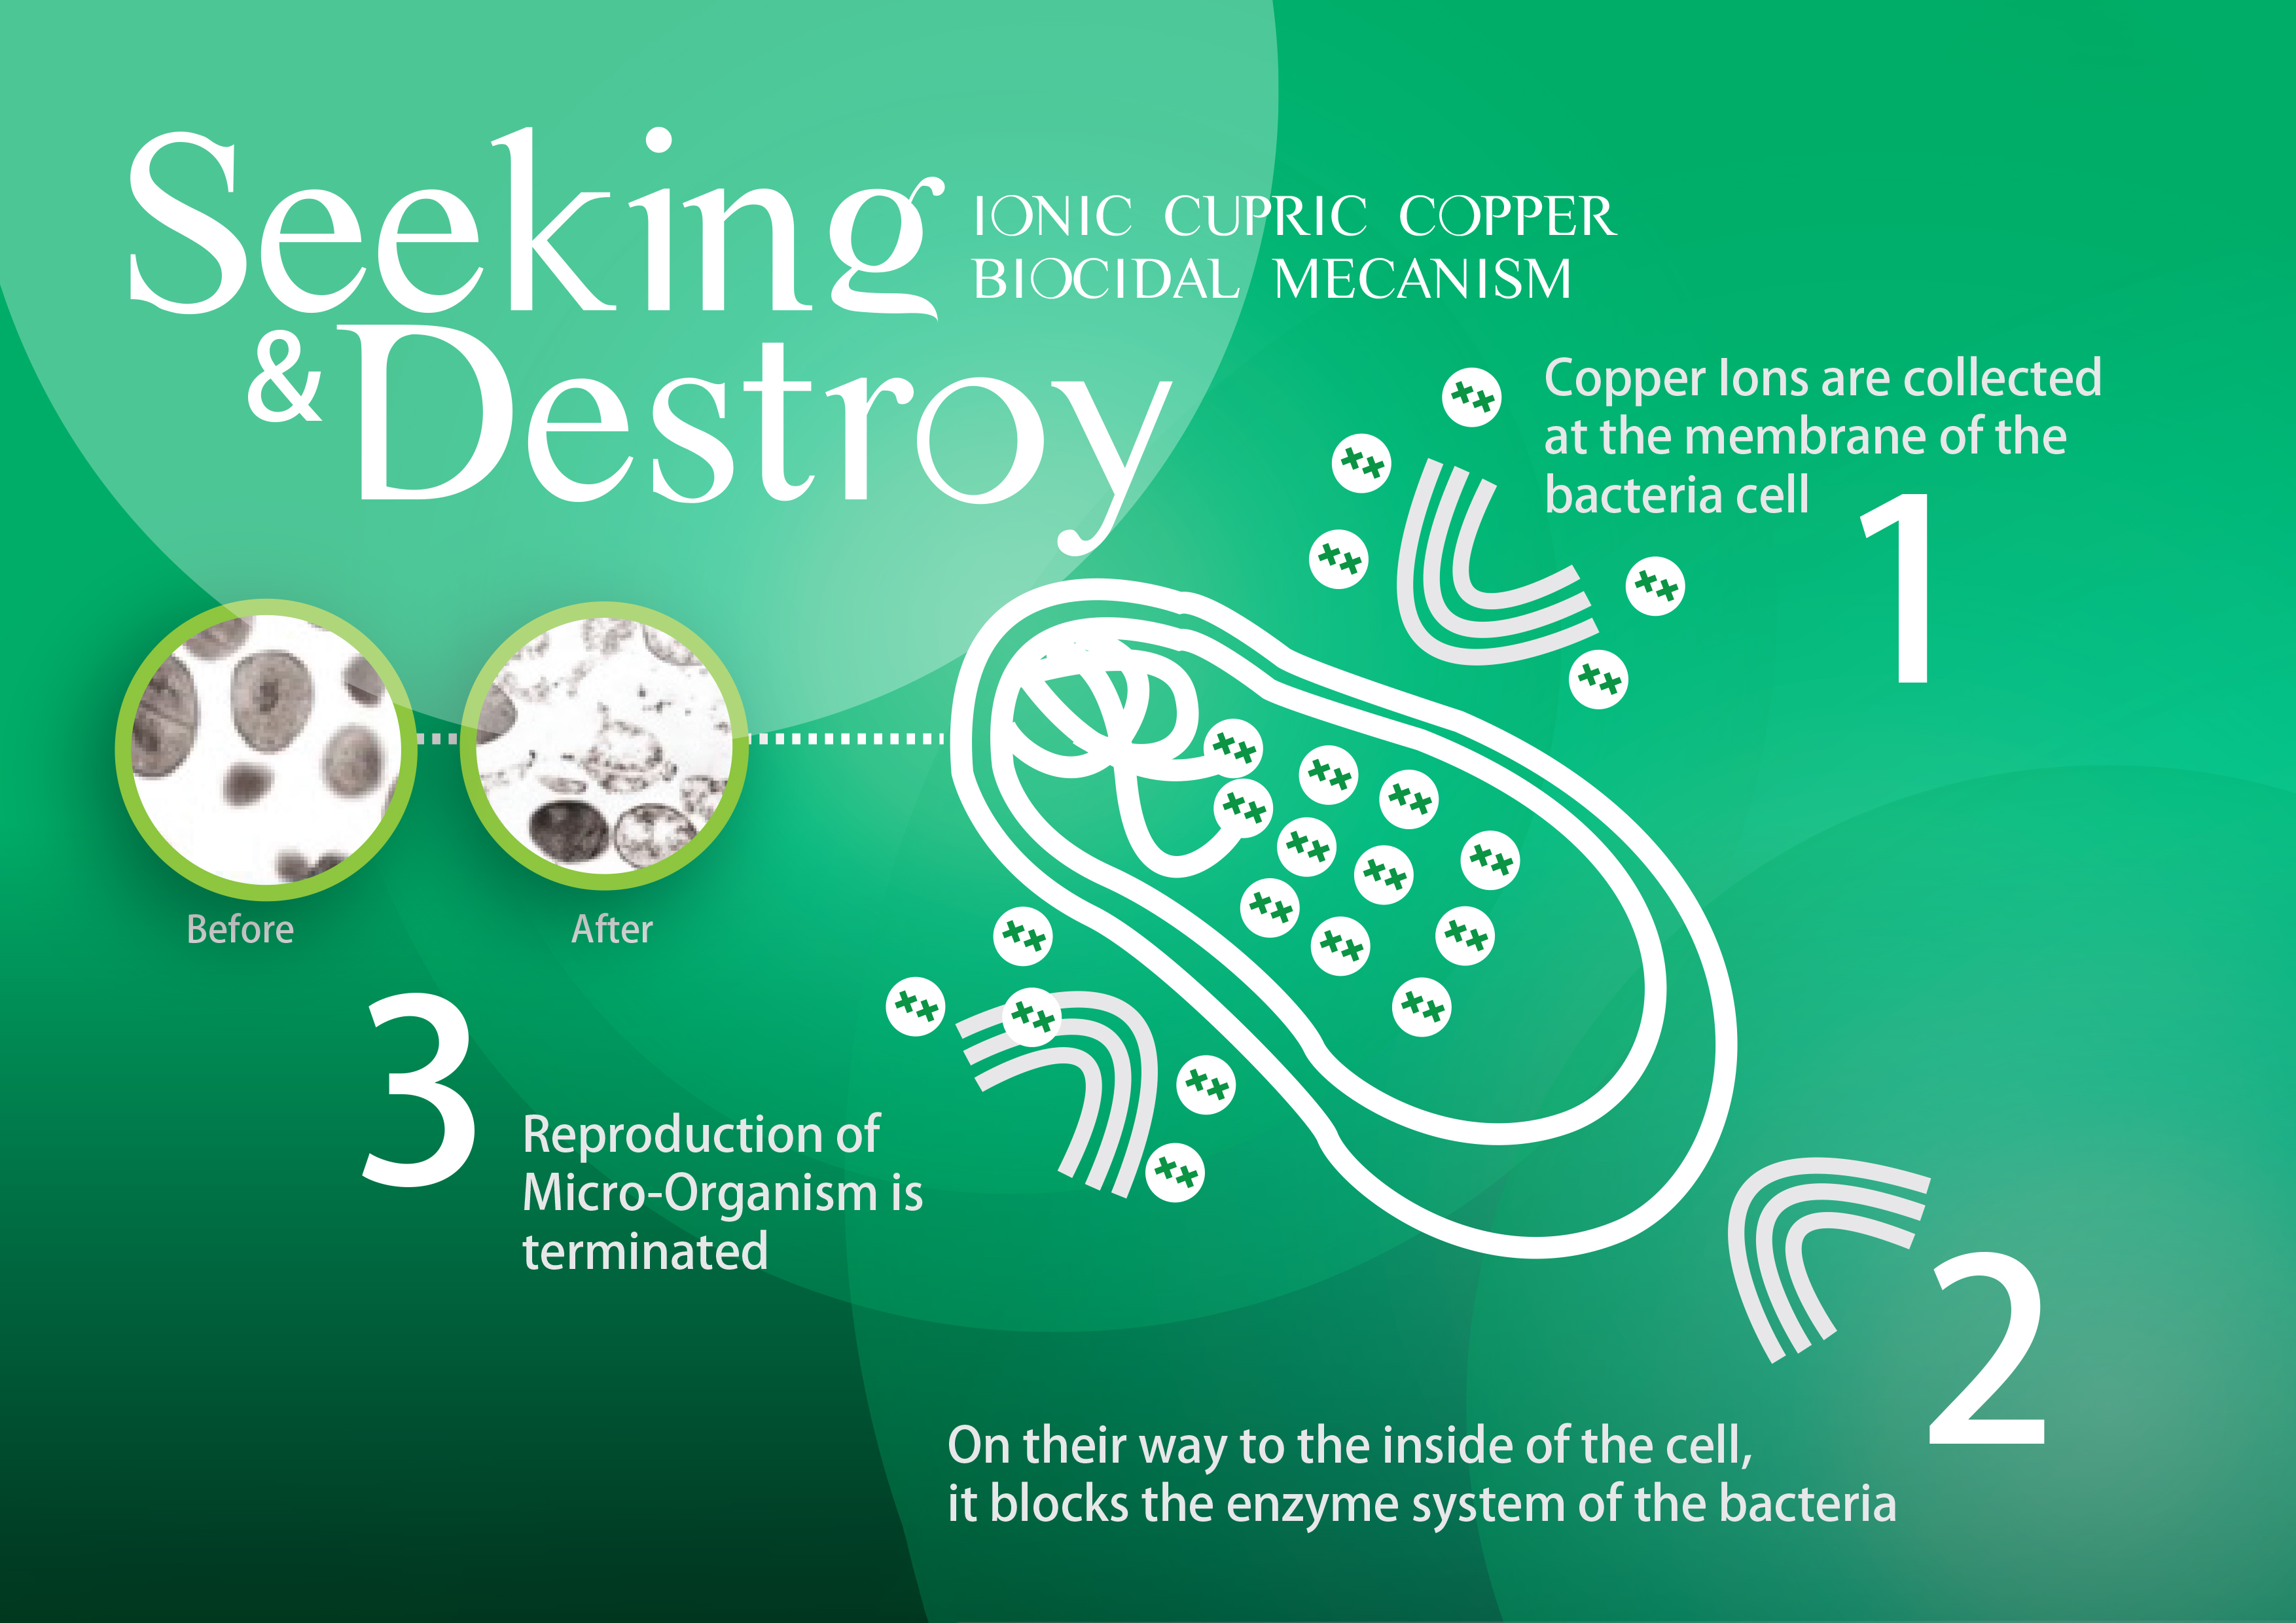 Seeking
& Destroy
IONIC CUPRIC COPPER
BIOCIDAL MECANISM
Copper Ions are collected
at the membrane of the
bacteria cell
1
Before
After
3
Reproduction of
Micro-Organism is
terminated
2
On their way to the inside of the cell,
it blocks the enzyme system of the bacteria